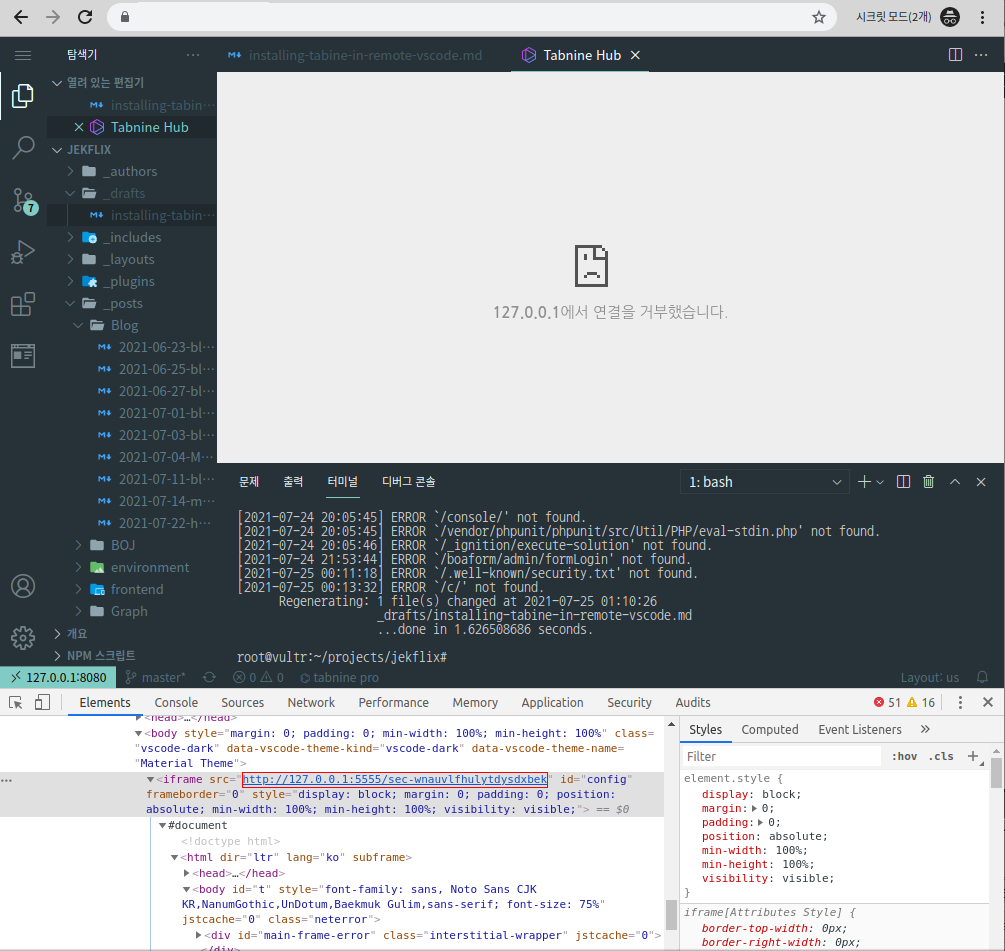 시크릿 모드(2개)
탐색기 ···
installing-tabine-in-remote-vscode.md
Tabnine Hub
열려 있는 편집기
installing-tabin···
Tabnine Hub
JEKFLIX
_authors
_drafts
installing-tabin···
_includes
_layouts
_plugins
_posts
Blog
2021-06-23-bl···
2021-06-25-bl···
2021-06-27-bl···
2021-07-01-bl···
2021-07-03-bl···
2021-07-04-M···
2021-07-11-bl···
2021-07-14-m···
2021-07-22-h···
BOJ
environment
frontend
Graph
개요
NPM 스크립트
7
127.0.0.1에서 연결을 거부했습니다.
문제 출력 터미널 디버그 콘솔 1: bash
[2021-07-24 20:05:45] ERROR `/console/' not found.
[2021-07-24 20:05:45] ERROR `/vendor/phpunit/phpunit/src/Util/PHP/eval-stdin.php' not found.
[2021-07-24 20:05:46] ERROR `/_ignition/execute-solution' not found.
[2021-07-24 21:53:44] ERROR `/boaform/admin/formLogin' not found.
[2021-07-25 00:11:18] ERROR `/.well-known/security.txt' not found.
[2021-07-25 00:13:32] ERROR `/c/' not found.
Regenerating: 1 file(s) changed at 2021-07-25 01:10:26
_drafts/installing-tabine-in-remote-vscode.md
...done in 1.626508686 seconds.
root@vultr:~/projects/jekflix#
127.0.0.1:8080 master* 0 0 tabnine pro Layout: us
Elements Console Sources Network Performance Memory Application Security Audits 51 16
<head>…</head>
<body style="margin: 0; padding: 0; min-width: 100%; min-height: 100%" class=
"vscode-dark" data-vscode-theme-kind="vscode-dark" data-vscode-theme-name=
"Material Theme">
<iframe src="http://127.0.0.1:5555/sec-wnauvlfhulytdysdxbek" id="config"
frameborder="0" style="display: block; margin: 0; padding: 0; position:
absolute; min-width: 100%; min-height: 100%; visibility: visible;"> == $0
#document
<!doctype html>
<html dir="ltr" lang="ko" subframe>
<head>…</head>
<body id="t" style="font-family: sans, Noto Sans CJK
KR,NanumGothic,UnDotum,Baekmuk Gulim,sans-serif; font-size: 75%"
jstcache="0" class="neterror">
<div id="main-frame-error" class="interstitial-wrapper" jstcache="0">
</div>
Styles Computed Event Listeners »
Filter :hov .cls +
element.style {
display: block;
margin: 0;
padding: 0;
position: absolute;
min-width: 100%;
min-height: 100%;
visibility: visible;
}
iframe[Attributes Style] {
border-top-width: 0px;
border-right-width: 0px;